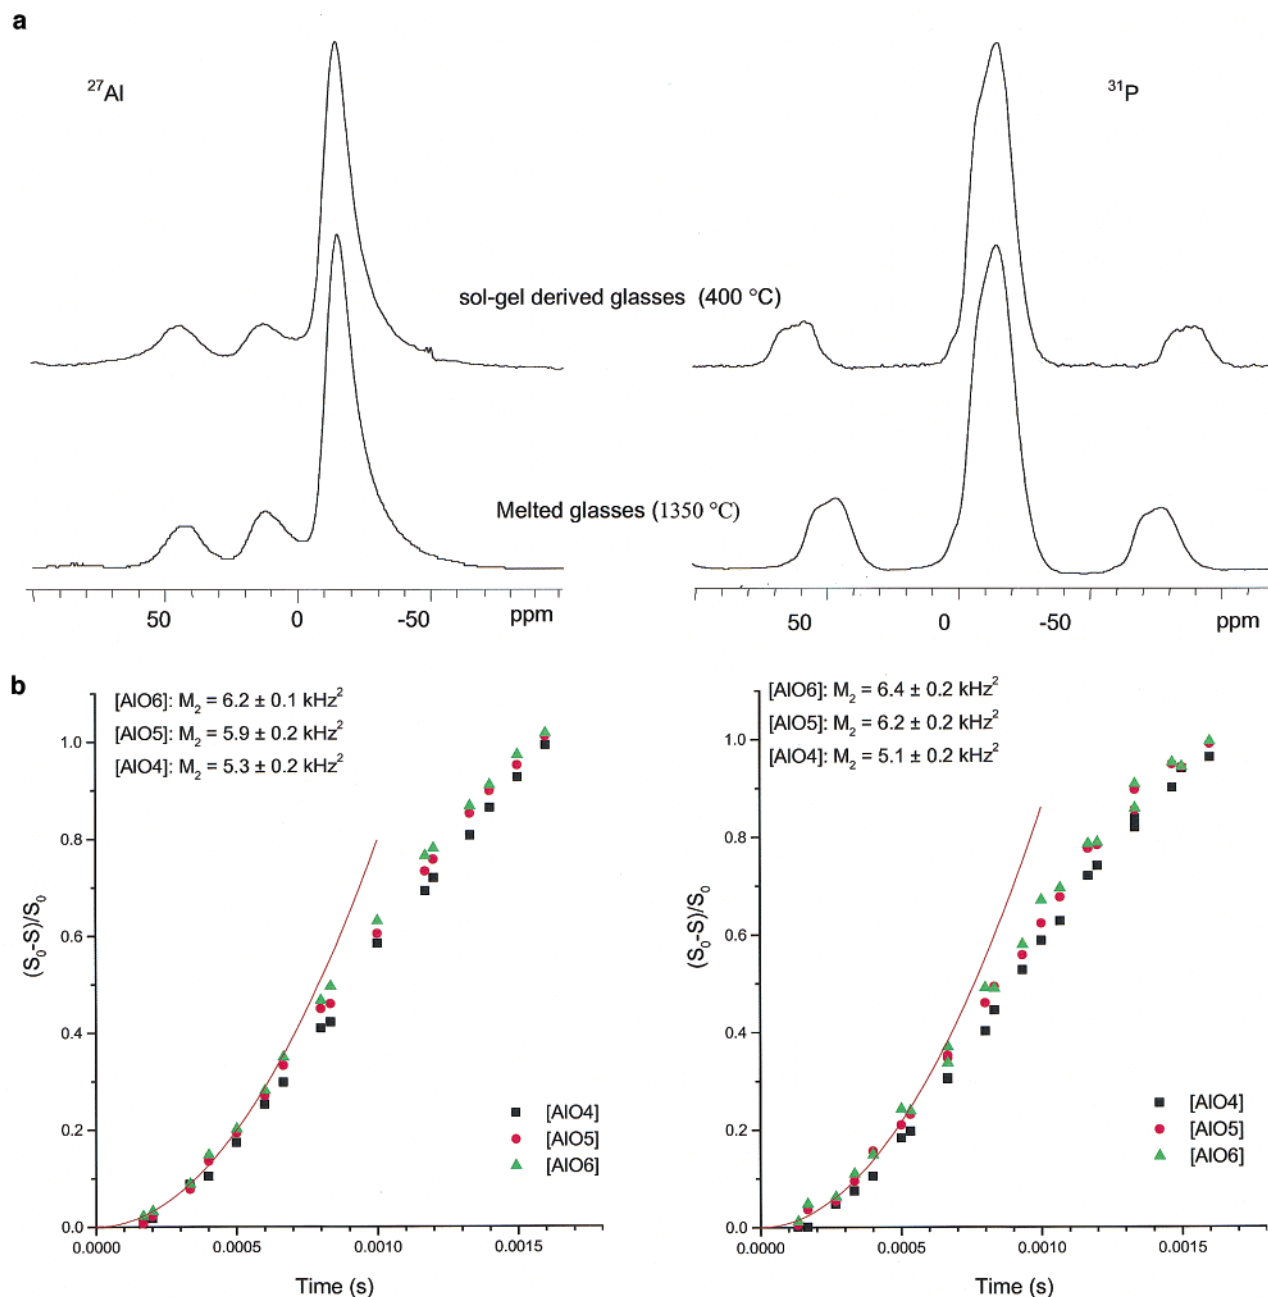 a
²⁷Al
³¹P
sol-gel derived glasses (400 °C)
Melted glasses (1350 °C)
50 0 -50 ppm
50 0 -50 ppm
b
[AlO6]: M₂ = 6.2 ± 0.1 kHz²
[AlO5]: M₂ = 5.9 ± 0.2 kHz²
[AlO4]: M₂ = 5.3 ± 0.2 kHz²
1.0
0.8
0.6
0.4
0.2
0.0
(S₀-S)/S₀
[AlO4]
[AlO5]
[AlO6]
0.0000 0.0005 0.0010 0.0015
Time (s)
[AlO6]: M₂ = 6.4 ± 0.2 kHz²
[AlO5]: M₂ = 6.2 ± 0.2 kHz²
[AlO4]: M₂ = 5.1 ± 0.2 kHz²
1.0
0.8
0.6
0.4
0.2
0.0
(S₀-S)/S₀
[AlO4]
[AlO5]
[AlO6]
0.0000 0.0005 0.0010 0.0015
Time (s)